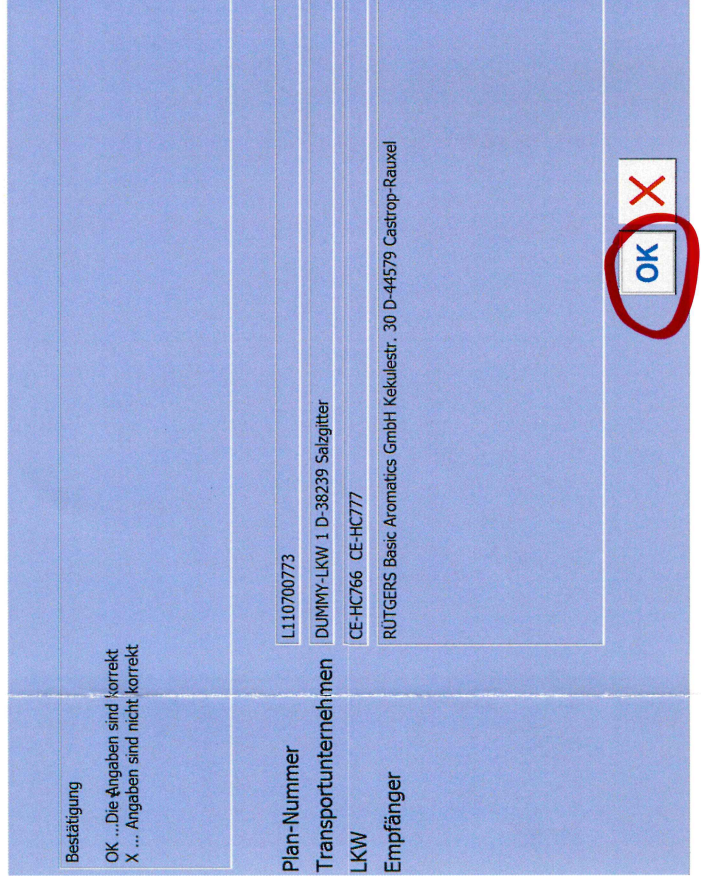 Bestätigung
OK ...Die Angaben sind korrekt
X ... Angaben sind nicht korrekt
Plan-Nummer L110700773
Transportunternehmen DUMMY-LKW 1 D-38239 Salzgitter
LKW CE-HC766 CE-HC777
Empfänger RÜTGERS Basic Aromatics GmbH Kekulestr. 30 D-44579 Castrop-Rauxel
OK X